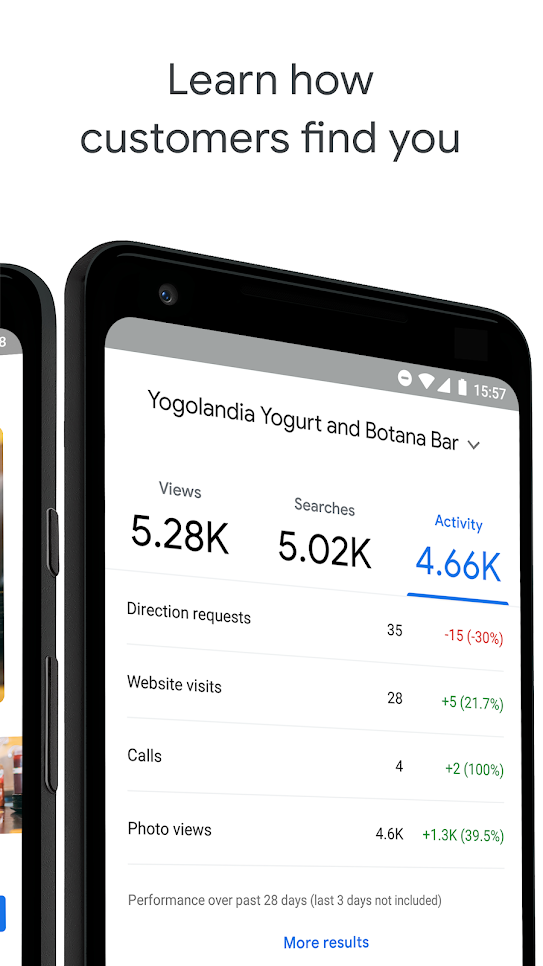 Learn how
customers find you
8
15:57
Yogolandia Yogurt and Botana Bar
Views
5.28K
Searches
5.02K
Activity
4.66K
Direction requests 35 -15 (-30%)
Website visits 28 +5 (21.7%)
Calls 4 +2 (100%)
Photo views 4.6K +1.3K (39.5%)
Performance over past 28 days (last 3 days not included)
More results